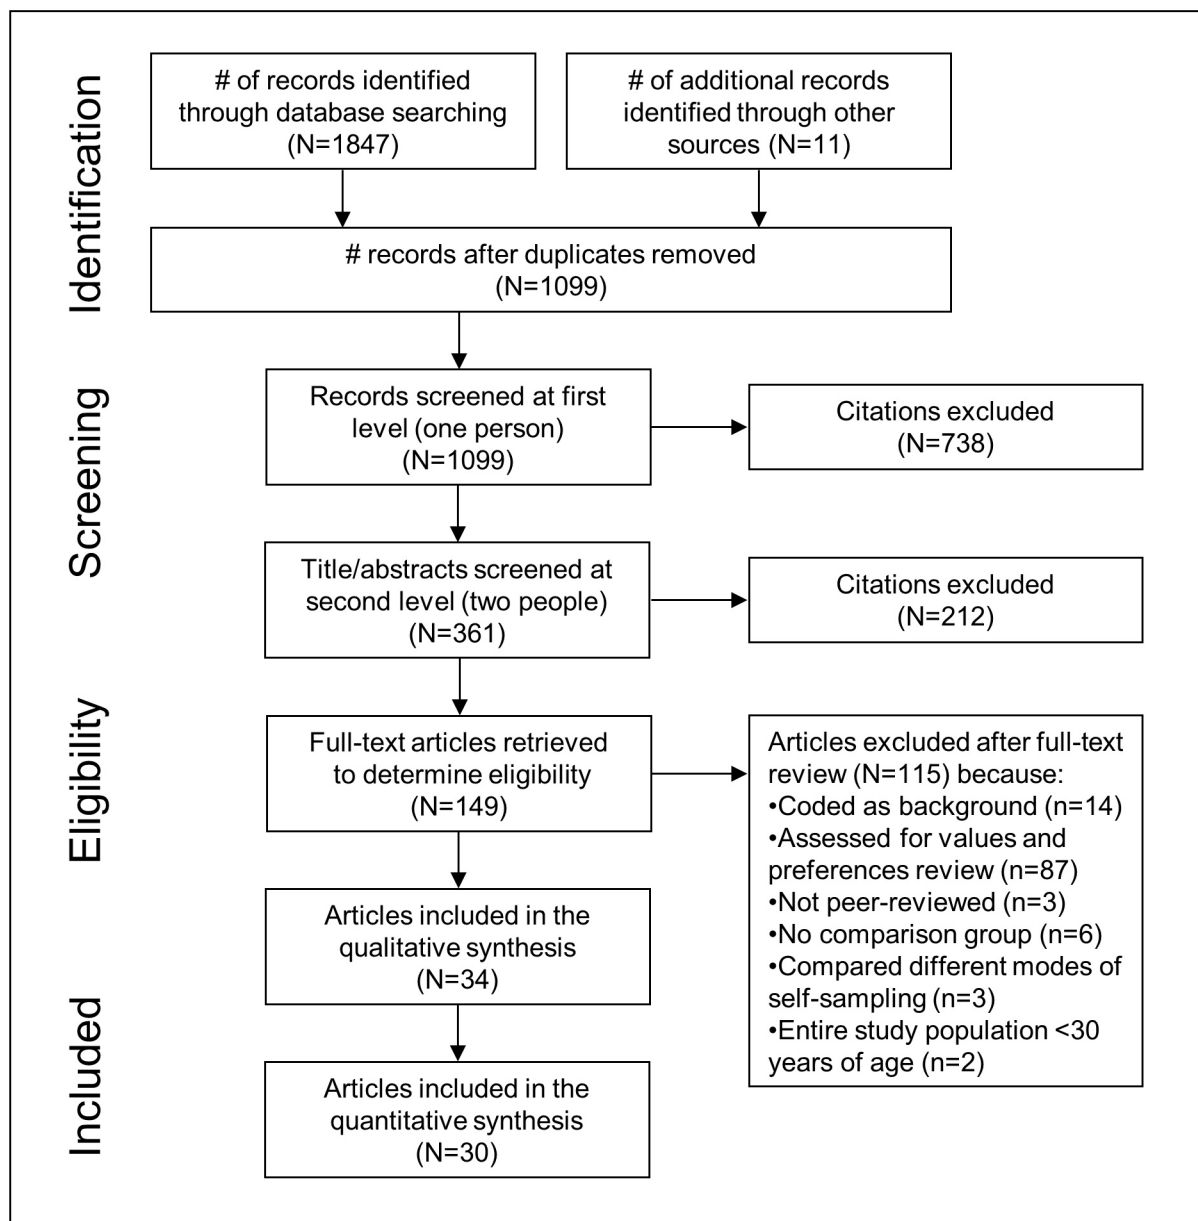 Identification
# of records identified
through database searching
(N=1847)
# of additional records
identified through other
sources (N=11)
# records after duplicates removed
(N=1099)
Screening
Records screened at first
level (one person)
(N=1099)
Citations excluded
(N=738)
Title/abstracts screened at
second level (two people)
(N=361)
Citations excluded
(N=212)
Eligibility
Full-text articles retrieved
to determine eligibility
(N=149)
Articles excluded after full-text
review (N=115) because:
•Coded as background (n=14)
•Assessed for values and
preferences review (n=87)
•Not peer-reviewed (n=3)
•No comparison group (n=6)
•Compared different modes of
self-sampling (n=3)
•Entire study population <30
years of age (n=2)
Included
Articles included in the
qualitative synthesis
(N=34)
Articles included in the
quantitative synthesis
(N=30)